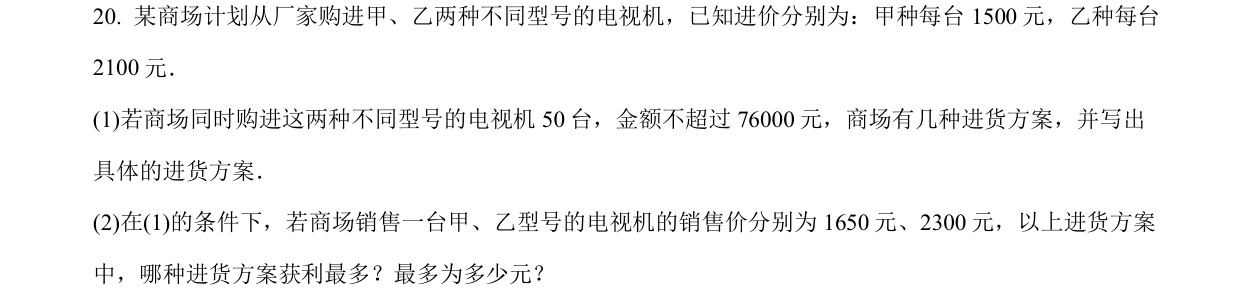 20. 某商场计划从厂家购进甲、乙两种不同型号的电视机，已知进价分别为：甲种每台 1500 元，乙种每台
2100 元．
(1)若商场同时购进这两种不同型号的电视机 50 台，金额不超过 76000 元，商场有几种进货方案，并写出
具体的进货方案．
(2)在(1)的条件下，若商场销售一台甲、乙型号的电视机的销售价分别为 1650 元、2300 元，以上进货方案
中，哪种进货方案获利最多？最多为多少元？